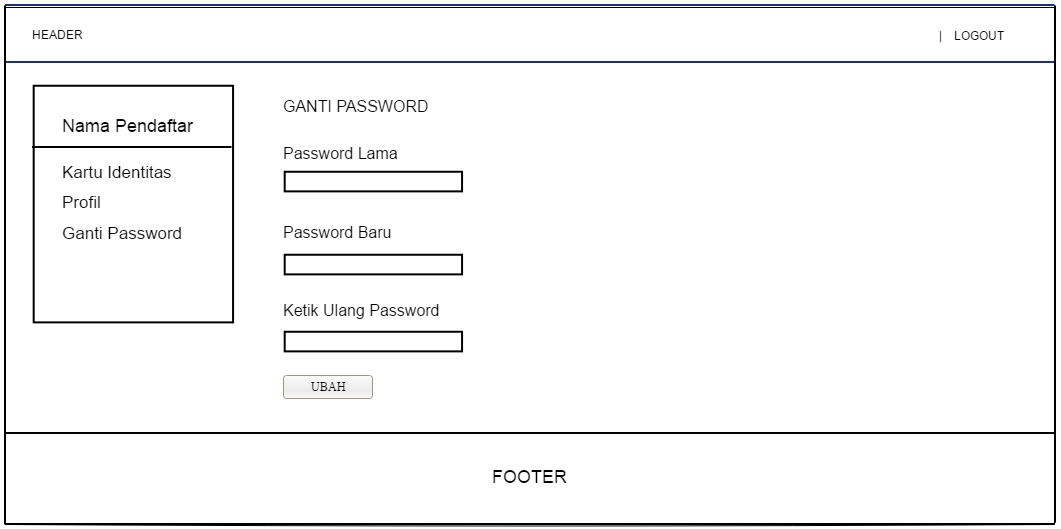 HEADER
| LOGOUT
Nama Pendaftar
Kartu Identitas
Profil
Ganti Password
GANTI PASSWORD
Password Lama
Password Baru
Ketik Ulang Password
UBAH
FOOTER